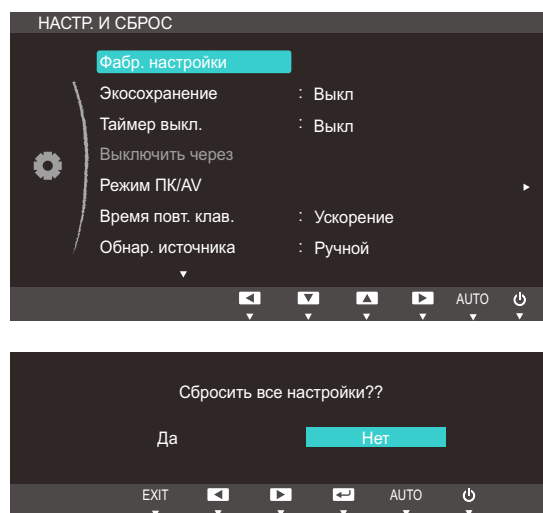 НАСТР. И СБРОС
Фабр. настройки
Экосохранение : Выкл
Таймер выкл. : Выкл
Выключить через
Режим ПК/AV
Время повт. клав. : Ускорение
Обнар. источника : Ручной
AUTO
Сбросить все настройки??
Да Нет
EXIT AUTO